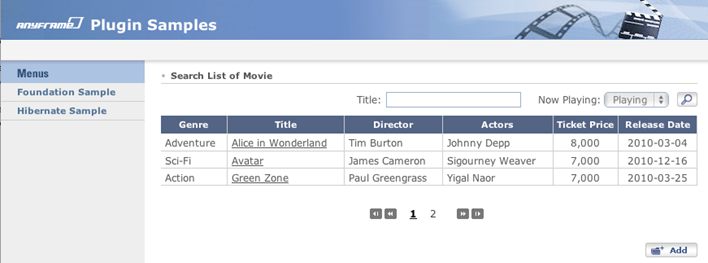 ANYFRAME Plugin Samples
Menus
Foundation Sample
Hibernate Sample
Search List of Movie
Title: Now Playing: Playing
Genre Title Director Actors Ticket Price Release Date
Adventure Alice in Wonderland Tim Burton Johnny Depp 8,000 2010-03-04
Sci-Fi Avatar James Cameron Sigourney Weaver 7,000 2010-12-16
Action Green Zone Paul Greengrass Yigal Naor 7,000 2010-03-25
1 2
Add